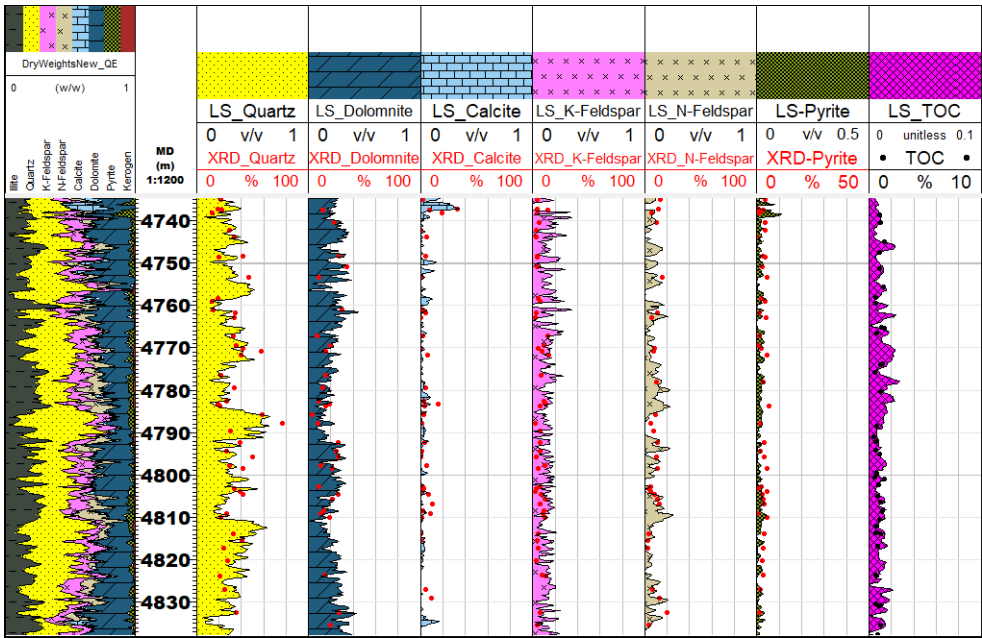 DryWeightsNew_QE
0 (w/w) 1
Illite
Quartz
K-Feldspar
N-Feldspar
Calcite
Dolomite
Pyrite
Kerogen
MD
(m)
1:1200
LS_Quartz
0 v/v 1
XRD_Quartz
0 % 100
LS_Dolomnite
0 v/v 1
XRD_Dolomnite
0 % 100
LS_Calcite
0 v/v 1
XRD_Calcite
0 % 100
LS_K-Feldspar
0 v/v 1
XRD_K-Feldspar
0 % 100
LS_N-Feldspar
0 v/v 1
XRD_N-Feldspar
0 % 100
LS-Pyrite
0 v/v 0.5
XRD-Pyrite
0 % 50
LS_TOC
0 unitless 0.1
TOC
0 % 10
4740
4750
4760
4770
4780
4790
4800
4810
4820
4830